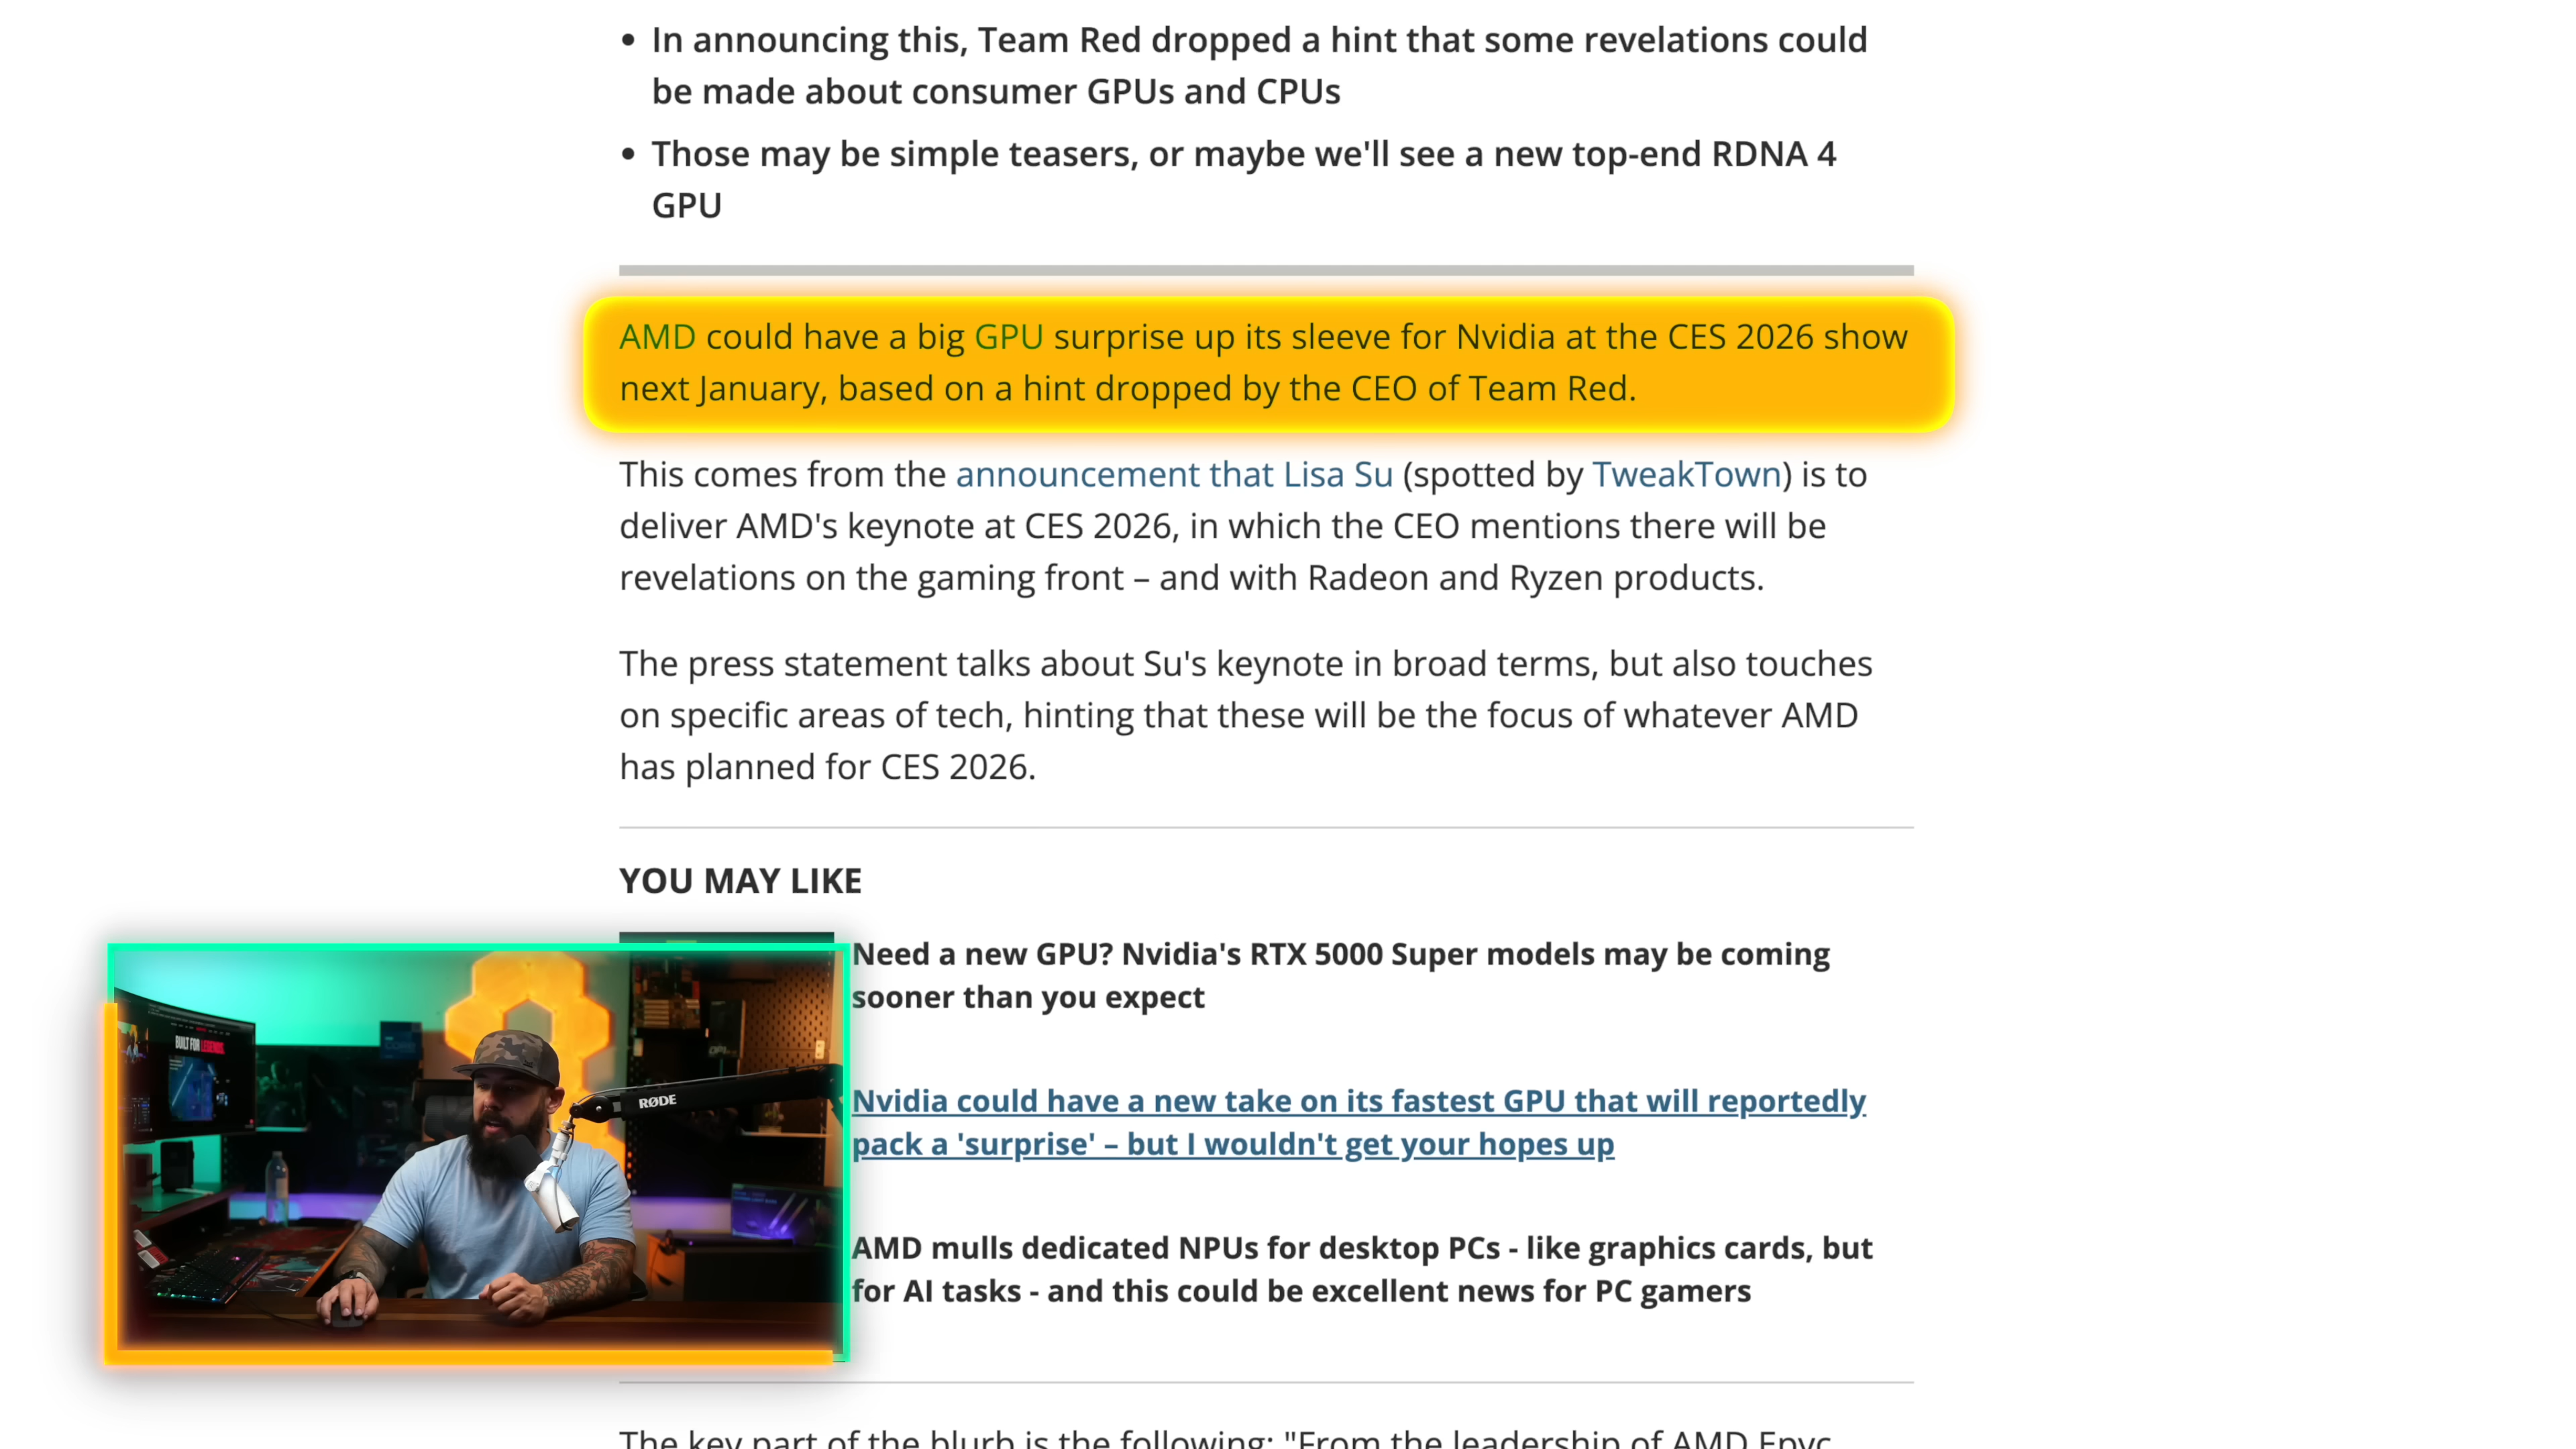 In announcing this, Team Red dropped a hint that some revelations could
be made about consumer GPUs and CPUs
Those may be simple teasers, or maybe we'll see a new top-end RDNA 4
GPU
AMD could have a big GPU surprise up its sleeve for Nvidia at the CES 2026 show
next January, based on a hint dropped by the CEO of Team Red.
This comes from the announcement that Lisa Su (spotted by TweakTown) is to
deliver AMD's keynote at CES 2026, in which the CEO mentions there will be
revelations on the gaming front – and with Radeon and Ryzen products.
The press statement talks about Su's keynote in broad terms, but also touches
on specific areas of tech, hinting that these will be the focus of whatever AMD
has planned for CES 2026.
YOU MAY LIKE
Need a new GPU? Nvidia's RTX 5000 Super models may be coming
sooner than you expect
Nvidia could have a new take on its fastest GPU that will reportedly
pack a 'surprise' – but I wouldn't get your hopes up
AMD mulls dedicated NPUs for desktop PCs - like graphics cards, but
for AI tasks - and this could be excellent news for PC gamers
BUILT FOR LEGENDS
RØDE
The key part of the blurb is the following: "From the leadership of AMD Epyc